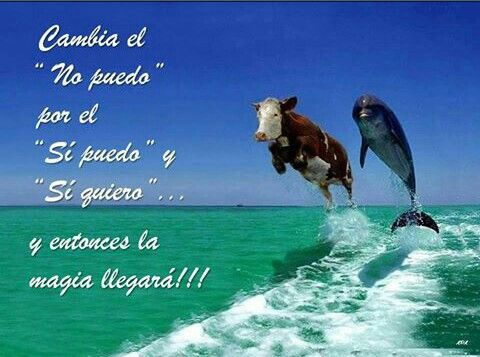 Cambia el
"No puedo"
por el
"Sí puedo" y
"Sí quiero"...
y entonces la
magia llegará!!!